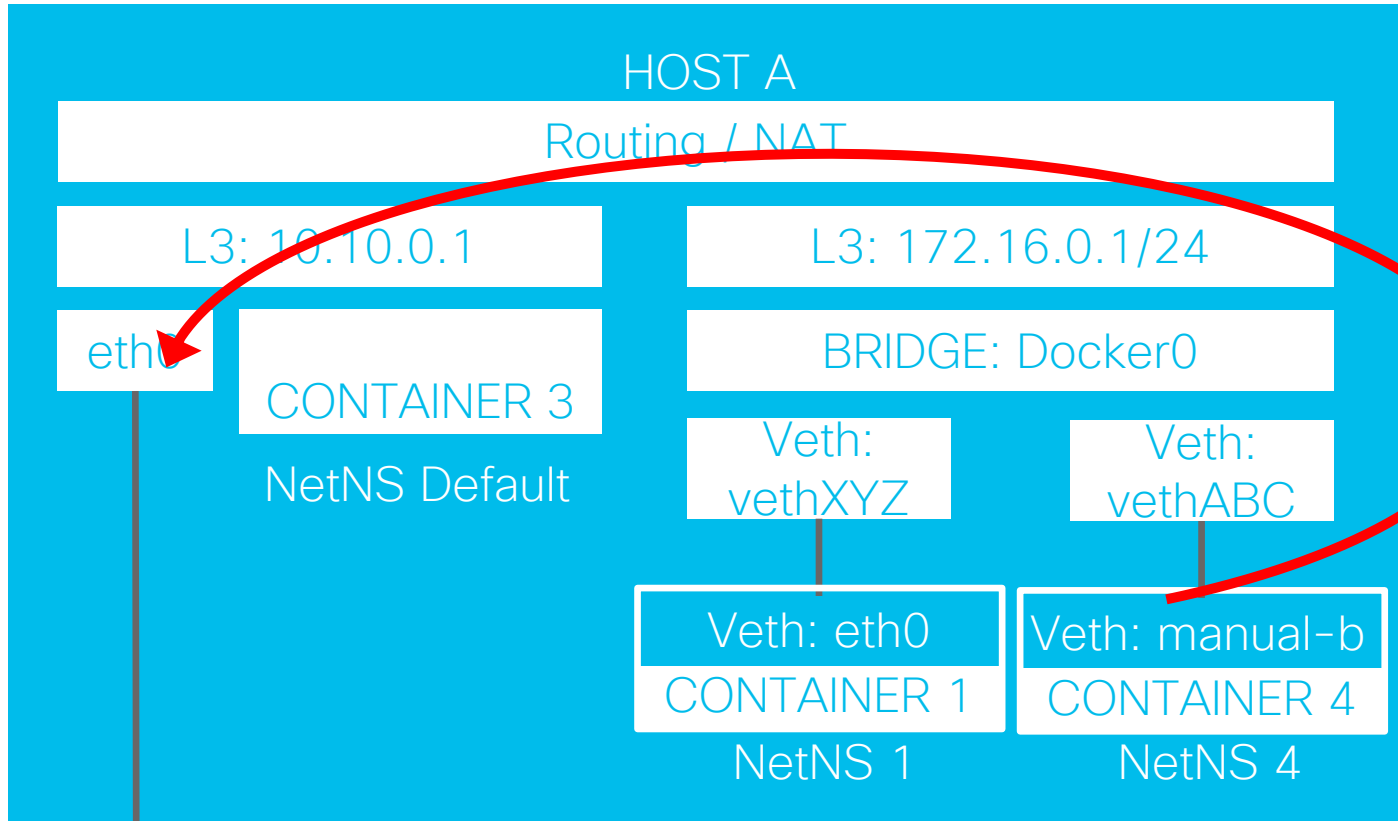 HOST A
Routing / NAT
L3: 10.10.0.1
L3: 172.16.0.1/24
eth0
CONTAINER 3
NetNS Default
BRIDGE: Docker0
Veth:
vethXYZ
Veth:
vethABC
Veth: eth0
CONTAINER 1
NetNS 1
Veth: manual-b
CONTAINER 4
NetNS 4